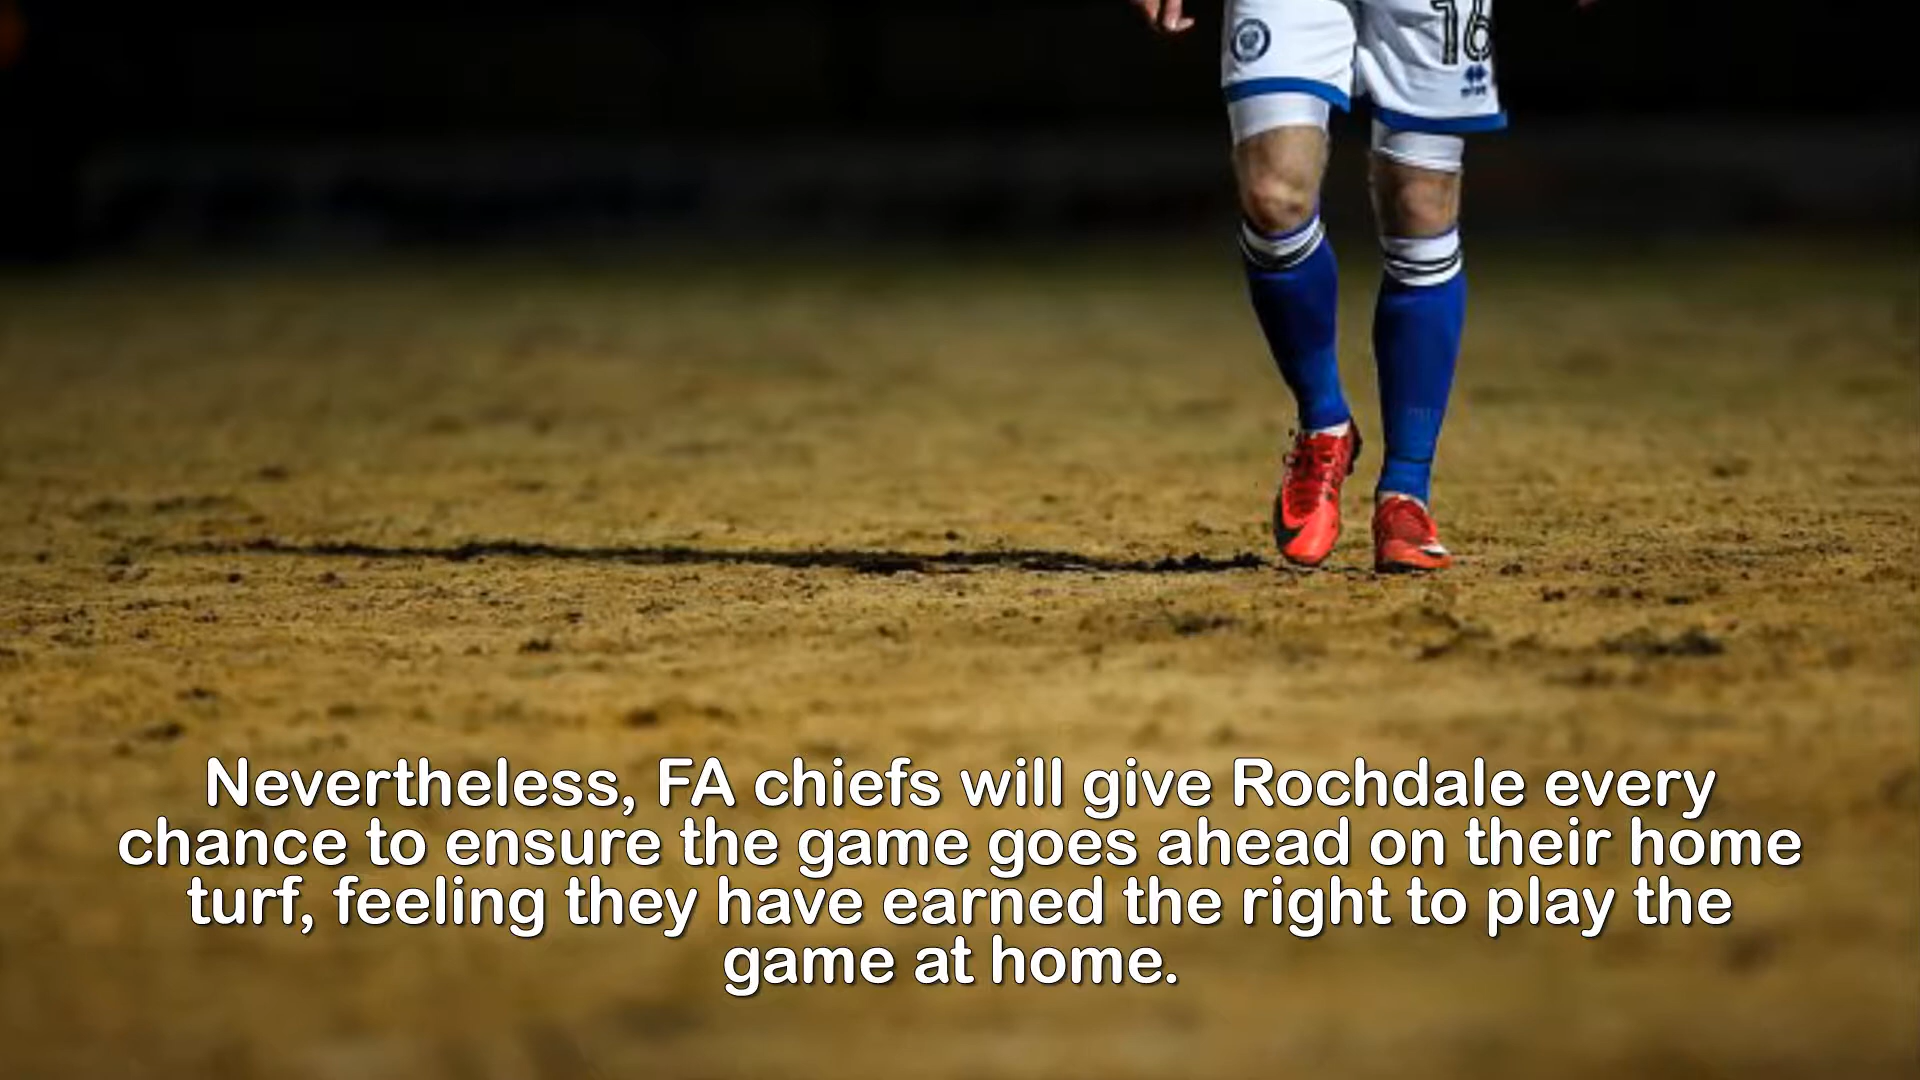 16
Nevertheless, FA chiefs will give Rochdale every
chance to ensure the game goes ahead on their home
turf, feeling they have earned the right to play the
game at home.